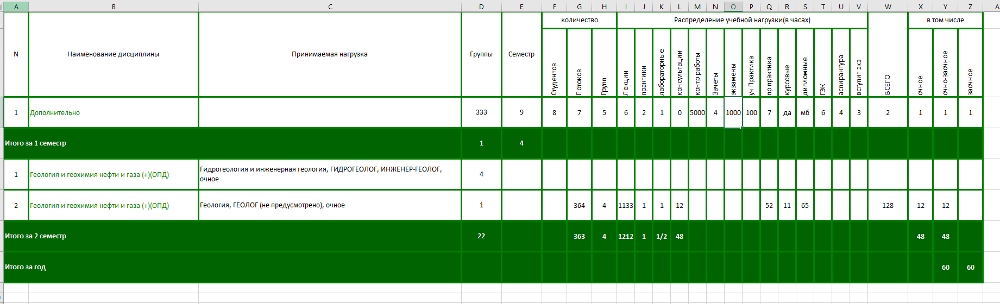 A B C D E F G H I J K L M N O P Q R S T U V W X Y Z
количество Распределение учебной нагрузки(в часах) в том числе
N Наименование дисциплины Принимаемая нагрузка Группы Семестр Студентов Потоков Групп Лекции практики лабораторные консультации контр работы Зачеты экзамены уч Практика пр практика курсовые дипломные ГЭК аспирантура вступит экз ВСЕГО очное очно-заочное заочное
1 Дополнительно 333 9 8 7 5 6 2 1 0 5000 4 1000 100 7 да мб 6 4 3 2 1 1 1
Итого за 1 семестр 1 4
1 Геология и геохимия нефти и газа (+)(ОПД) Гидрогеология и инженерная геология, ГИДРОГЕОЛОГ, ИНЖЕНЕР-ГЕОЛОГ, 4
очное
2 Геология и геохимия нефти и газа (+)(ОПД) Геология, ГЕОЛОГ (не предусмотрено), очное 1 364 4 1133 1 1 12 52 11 65 128 12 12
Итого за 2 семестр 22 363 4 1212 1 1/2 48 48 48
Итого за год 60 60